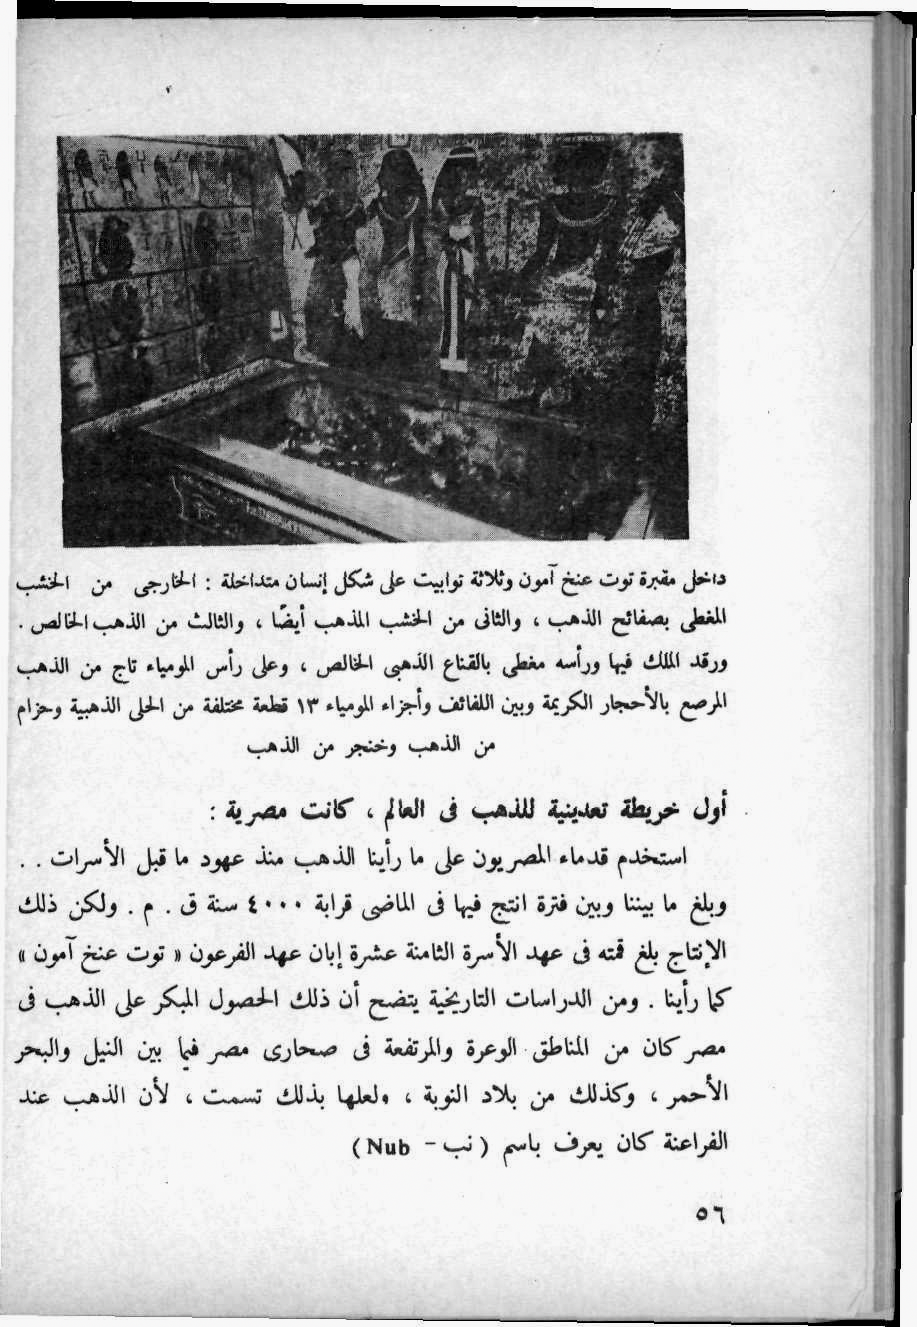 داخل مقبرة توت عنخ آمون وثلاثة توابيت على شكل إنسان متداخلة : الخارجى من الخشب
المغطى بصفائح الذهب ، والثانى من الخشب المذهب أيضًا ، والثالث من الذهب الخالص .
ورقد الملك فيها ورأسه مغطى بالقناع الذهبى الخالص ، وعلى رأس المومياء تاج من الذهب
المرصع بالأحجار الكريمة وبين اللفائف وأجزاء المومياء ١٣ قطعة مختلفة من الحلى الذهبية وحزام
من الذهب وخنجر من الذهب
أول خريطة تعدينية للذهب فى العالم ، كانت مصرية :
استخدم قدماء المصريون على ما رأينا الذهب منذ عهود ما قبل الأسرات . .
وبلغ ما بيننا وبين فترة انتج فيها فى الماضى قرابة ٤٠٠٠ سنة ق . م . ولكن ذلك
الإنتاج بلغ قمته فى عهد الأسرة الثامنة عشرة إبان عهد الفرعون « توت عنخ آمون »
كما رأينا . ومن الدراسات التاريخية يتضح أن ذلك الحصول المبكر على الذهب فى
مصر كان من المناطق الوعرة والمرتفعة فى صحارى مصر فيما بين النيل والبحر
الأحمر ، وكذلك من بلاد النوبة ، ولعلها بذلك تسمت ، لأن الذهب عند
الفراعنة كان يعرف باسم ( نب - Nub )
٥٦